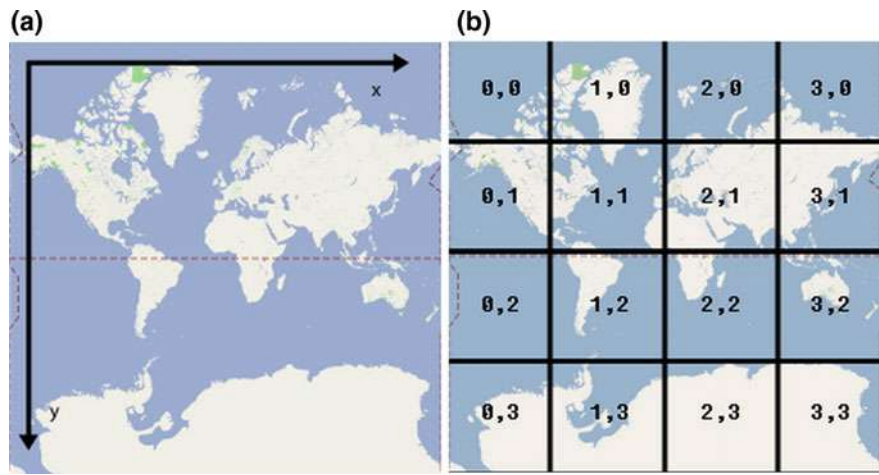 (a)
x
y
(b)
0,0 1,0 2,0 3,0
0,1 1,1 2,1 3,1
0,2 1,2 2,2 3,2
0,3 1,3 2,3 3,3